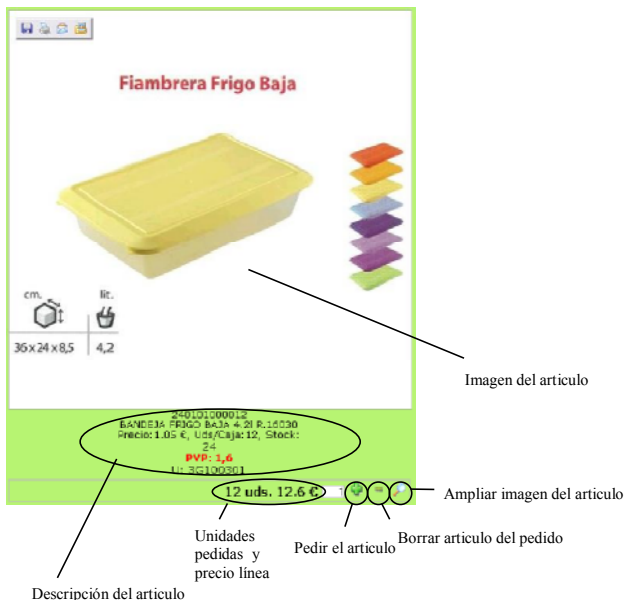 Fiambrera Frigo Baja
cm.
lit.
36x24x8,5
4,2
Imagen del articulo
240101000012
BANDEJA FRIGO BAJA 4.2l R.16030
Precio: 1.05 €, Uds/Caja: 12, Stock:
24
PVP: 1,6
U: 3G100301
12 uds. 12.6 €
1
Ampliar imagen del articulo
Unidades
pedidas y
precio línea
Pedir el articulo
Borrar articulo del pedido
Descripción del articulo